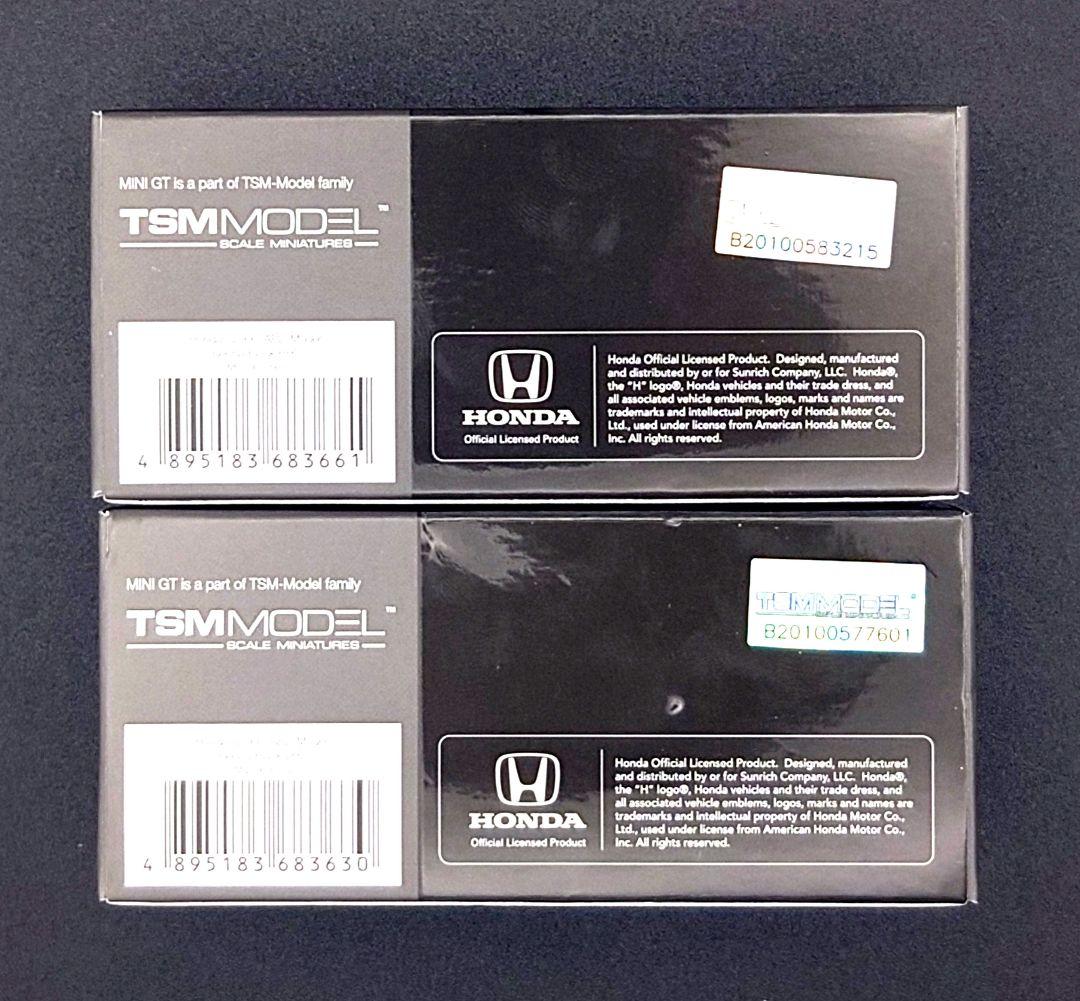 MINI GT is a part of TSM-Model family
TSMMODEL™
SCALE MINIATURES
B20100583215
4 895183 683661
HONDA
Official Licensed Product
Honda Official Licensed Product. Designed, manufactured
and distributed by or for Sunrich Company, LLC. Honda®,
the "H" logo®, Honda vehicles and their trade dress, and
all associated vehicle emblems, logos, marks and names are
trademarks and intellectual property of Honda Motor Co.,
Ltd., used under license from American Honda Motor Co.,
Inc. All rights reserved.
MINI GT is a part of TSM-Model family
TSMMODEL™
SCALE MINIATURES
TSMMODEL
B20100577601
4 895183 683630
HONDA
Official Licensed Product
Honda Official Licensed Product. Designed, manufactured
and distributed by or for Sunrich Company, LLC. Honda®,
the "H" logo®, Honda vehicles and their trade dress, and
all associated vehicle emblems, logos, marks and names are
trademarks and intellectual property of Honda Motor Co.,
Ltd., used under license from American Honda Motor Co.,
Inc. All rights reserved.